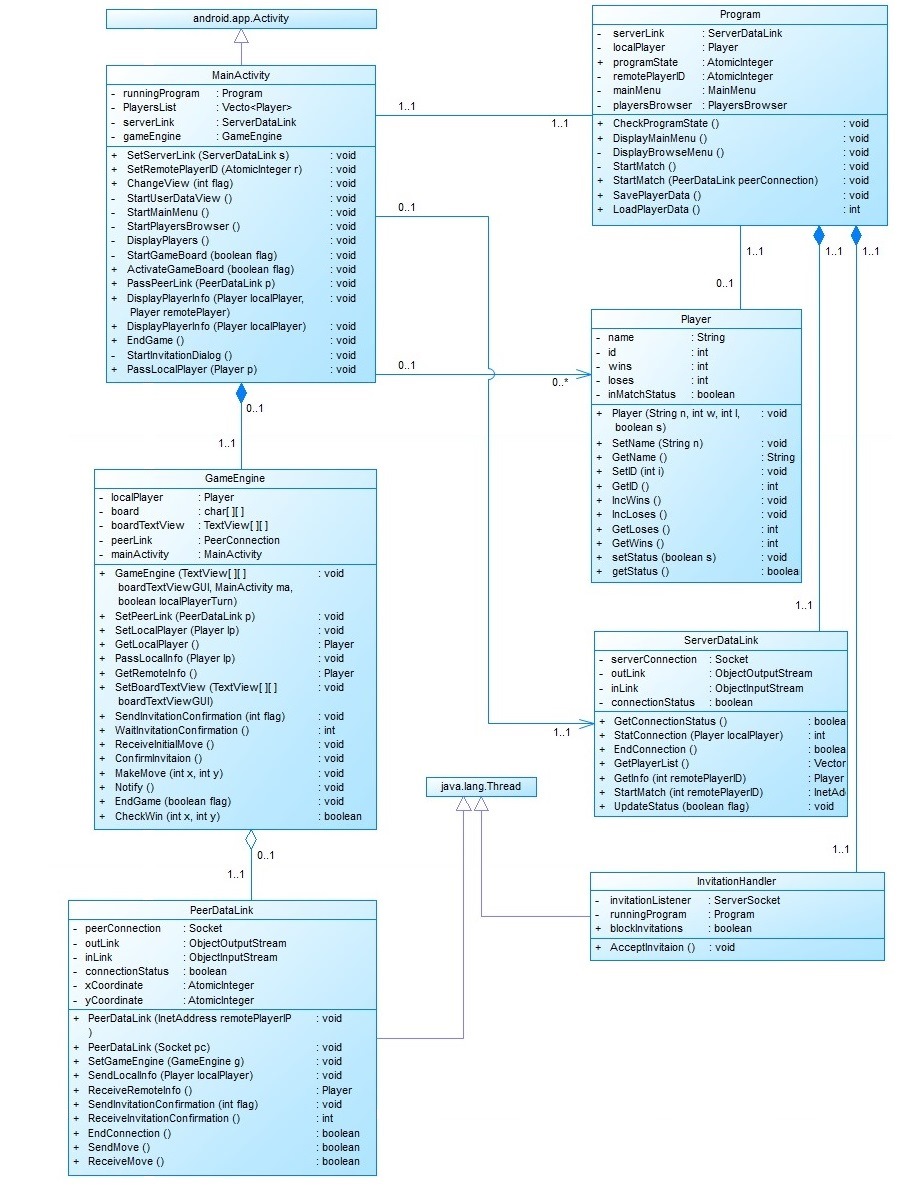 android.app.Activity
MainActivity
- runningProgram : Program
- PlayersList : Vecto<Player>
- serverLink : ServerDataLink
- gameEngine : GameEngine
+ SetServerLink (ServerDataLink s) : void
+ SetRemotePlayerID (AtomicInteger r) : void
+ ChangeView (int flag) : void
- StartUserDataView () : void
- StartMainMenu () : void
- StartPlayersBrowser () : void
- DisplayPlayers () : void
- StartGameBoard (boolean flag) : void
+ ActivateGameBoard (boolean flag) : void
+ PassPeerLink (PeerDataLink p) : void
+ DisplayPlayerInfo (Player localPlayer, : void
Player remotePlayer)
+ DisplayPlayerInfo (Player localPlayer) : void
+ EndGame () : void
- StartInvitationDialog () : void
+ PassLocalPlayer (Player p) : void
1..1
1..1
0..1
0..1
0..*
0..1
1..1
Program
- serverLink : ServerDataLink
- localPlayer : Player
+ programState : AtomicInteger
- remotePlayerID : AtomicInteger
- mainMenu : MainMenu
- playersBrowser : PlayersBrowser
+ CheckProgramState () : void
+ DisplayMainMenu () : void
- DisplayBrowseMenu () : void
- StartMatch () : void
+ StartMatch (PeerDataLink peerConnection) : void
+ SavePlayerData () : void
+ LoadPlayerData () : int
1..1
1..1
1..1
0..1
Player
- name : String
- id : int
- wins : int
- loses : int
- inMatchStatus : boolean
+ Player (String n, int w, int l, : void
boolean s)
+ SetName (String n) : void
+ GetName () : String
+ SetID (int i) : void
+ GetID () : int
+ IncWins () : void
+ IncLoses () : void
+ GetLoses () : int
+ GetWins () : int
+ setStatus (boolean s) : void
+ getStatus () : boolea
GameEngine
- localPlayer : Player
- board : char[ ][ ]
- boardTextView : TextView[ ][ ]
- peerLink : PeerConnection
- mainActivity : MainActivity
+ GameEngine (TextView[ ][ ] : void
boardTextViewGUI, MainActivity ma,
boolean localPlayerTurn)
+ SetPeerLink (PeerDataLink p) : void
+ SetLocalPlayer (Player lp) : void
+ GetLocalPlayer () : Player
+ PassLocalInfo (Player lp) : void
+ GetRemoteInfo () : Player
+ SetBoardTextView (TextView[ ][ ] : void
boardTextViewGUI)
+ SendInvitationConfirmation (int flag) : void
+ WaitInvitationConfirmation () : int
+ ReceiveInitialMove () : void
+ ConfirmInvitaion () : void
+ MakeMove (int x, int y) : void
+ Notify () : void
+ EndGame (boolean flag) : void
+ CheckWin (int x, int y) : boolean
0..1
1..1
1..1
ServerDataLink
- serverConnection : Socket
- outLink : ObjectOutputStream
- inLink : ObjectInputStream
- connectionStatus : boolean
+ GetConnectionStatus () : boolea
+ StatConnection (Player localPlayer) : int
+ EndConnection () : boolea
+ GetPlayerList () : Vector
+ GetInfo (int remotePlayerID) : Player
+ StartMatch (int remotePlayerID) : InetAd
+ UpdateStatus (boolean flag) : void
1..1
java.lang.Thread
1..1
InvitationHandler
- invitationListener : ServerSocket
- runningProgram : Program
+ blockInvitations : boolean
+ AcceptInvitaion () : void
PeerDataLink
- peerConnection : Socket
- outLink : ObjectOutputStream
- inLink : ObjectInputStream
- connectionStatus : boolean
- xCoordinate : AtomicInteger
- yCoordinate : AtomicInteger
+ PeerDataLink (InetAddress remotePlayerIP : void
)
+ PeerDataLink (Socket pc) : void
+ SetGameEngine (GameEngine g) : void
+ SendLocalInfo (Player localPlayer) : void
+ ReceiveRemoteInfo () : Player
+ SendInvitationConfirmation (int flag) : void
+ ReceiveInvitationConfirmation () : int
+ EndConnection () : boolean
+ SendMove () : boolean
+ ReceiveMove () : boolean